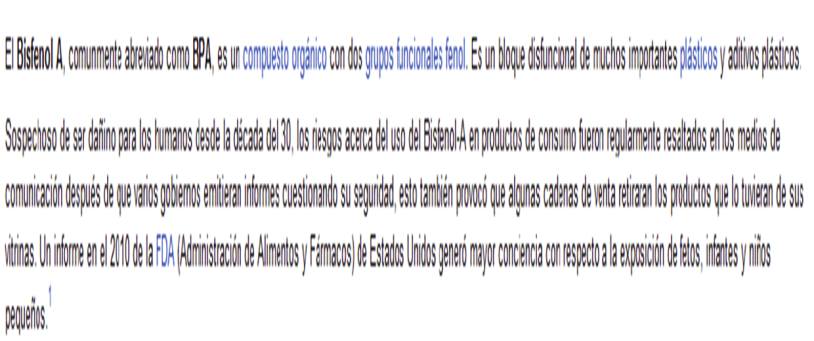 El Bisfenol A, comunmente abreviado como BPA, es un compuesto orgánico con dos grupos funcionales fenol. Es un bloque disfuncional de muchos importantes plásticos y aditivos plásticos.
Sospechoso de ser dañino para los humanos desde la década del 30, los riesgos acerca del uso del Bisfenol-A en productos de consumo fueron regularmente resaltados en los medios de
comunicación después de que varios gobiernos emitieran informes cuestionando su seguridad, esto también provocó que algunas cadenas de venta retiraran los productos que lo tuvieran de sus
vitrinas. Un informe en el 2010 de la FDA (Administración de Alimentos y Fármacos) de Estados Unidos generó mayor conciencia con respecto a la exposición de fetos, infantes y niños
pequeños.1